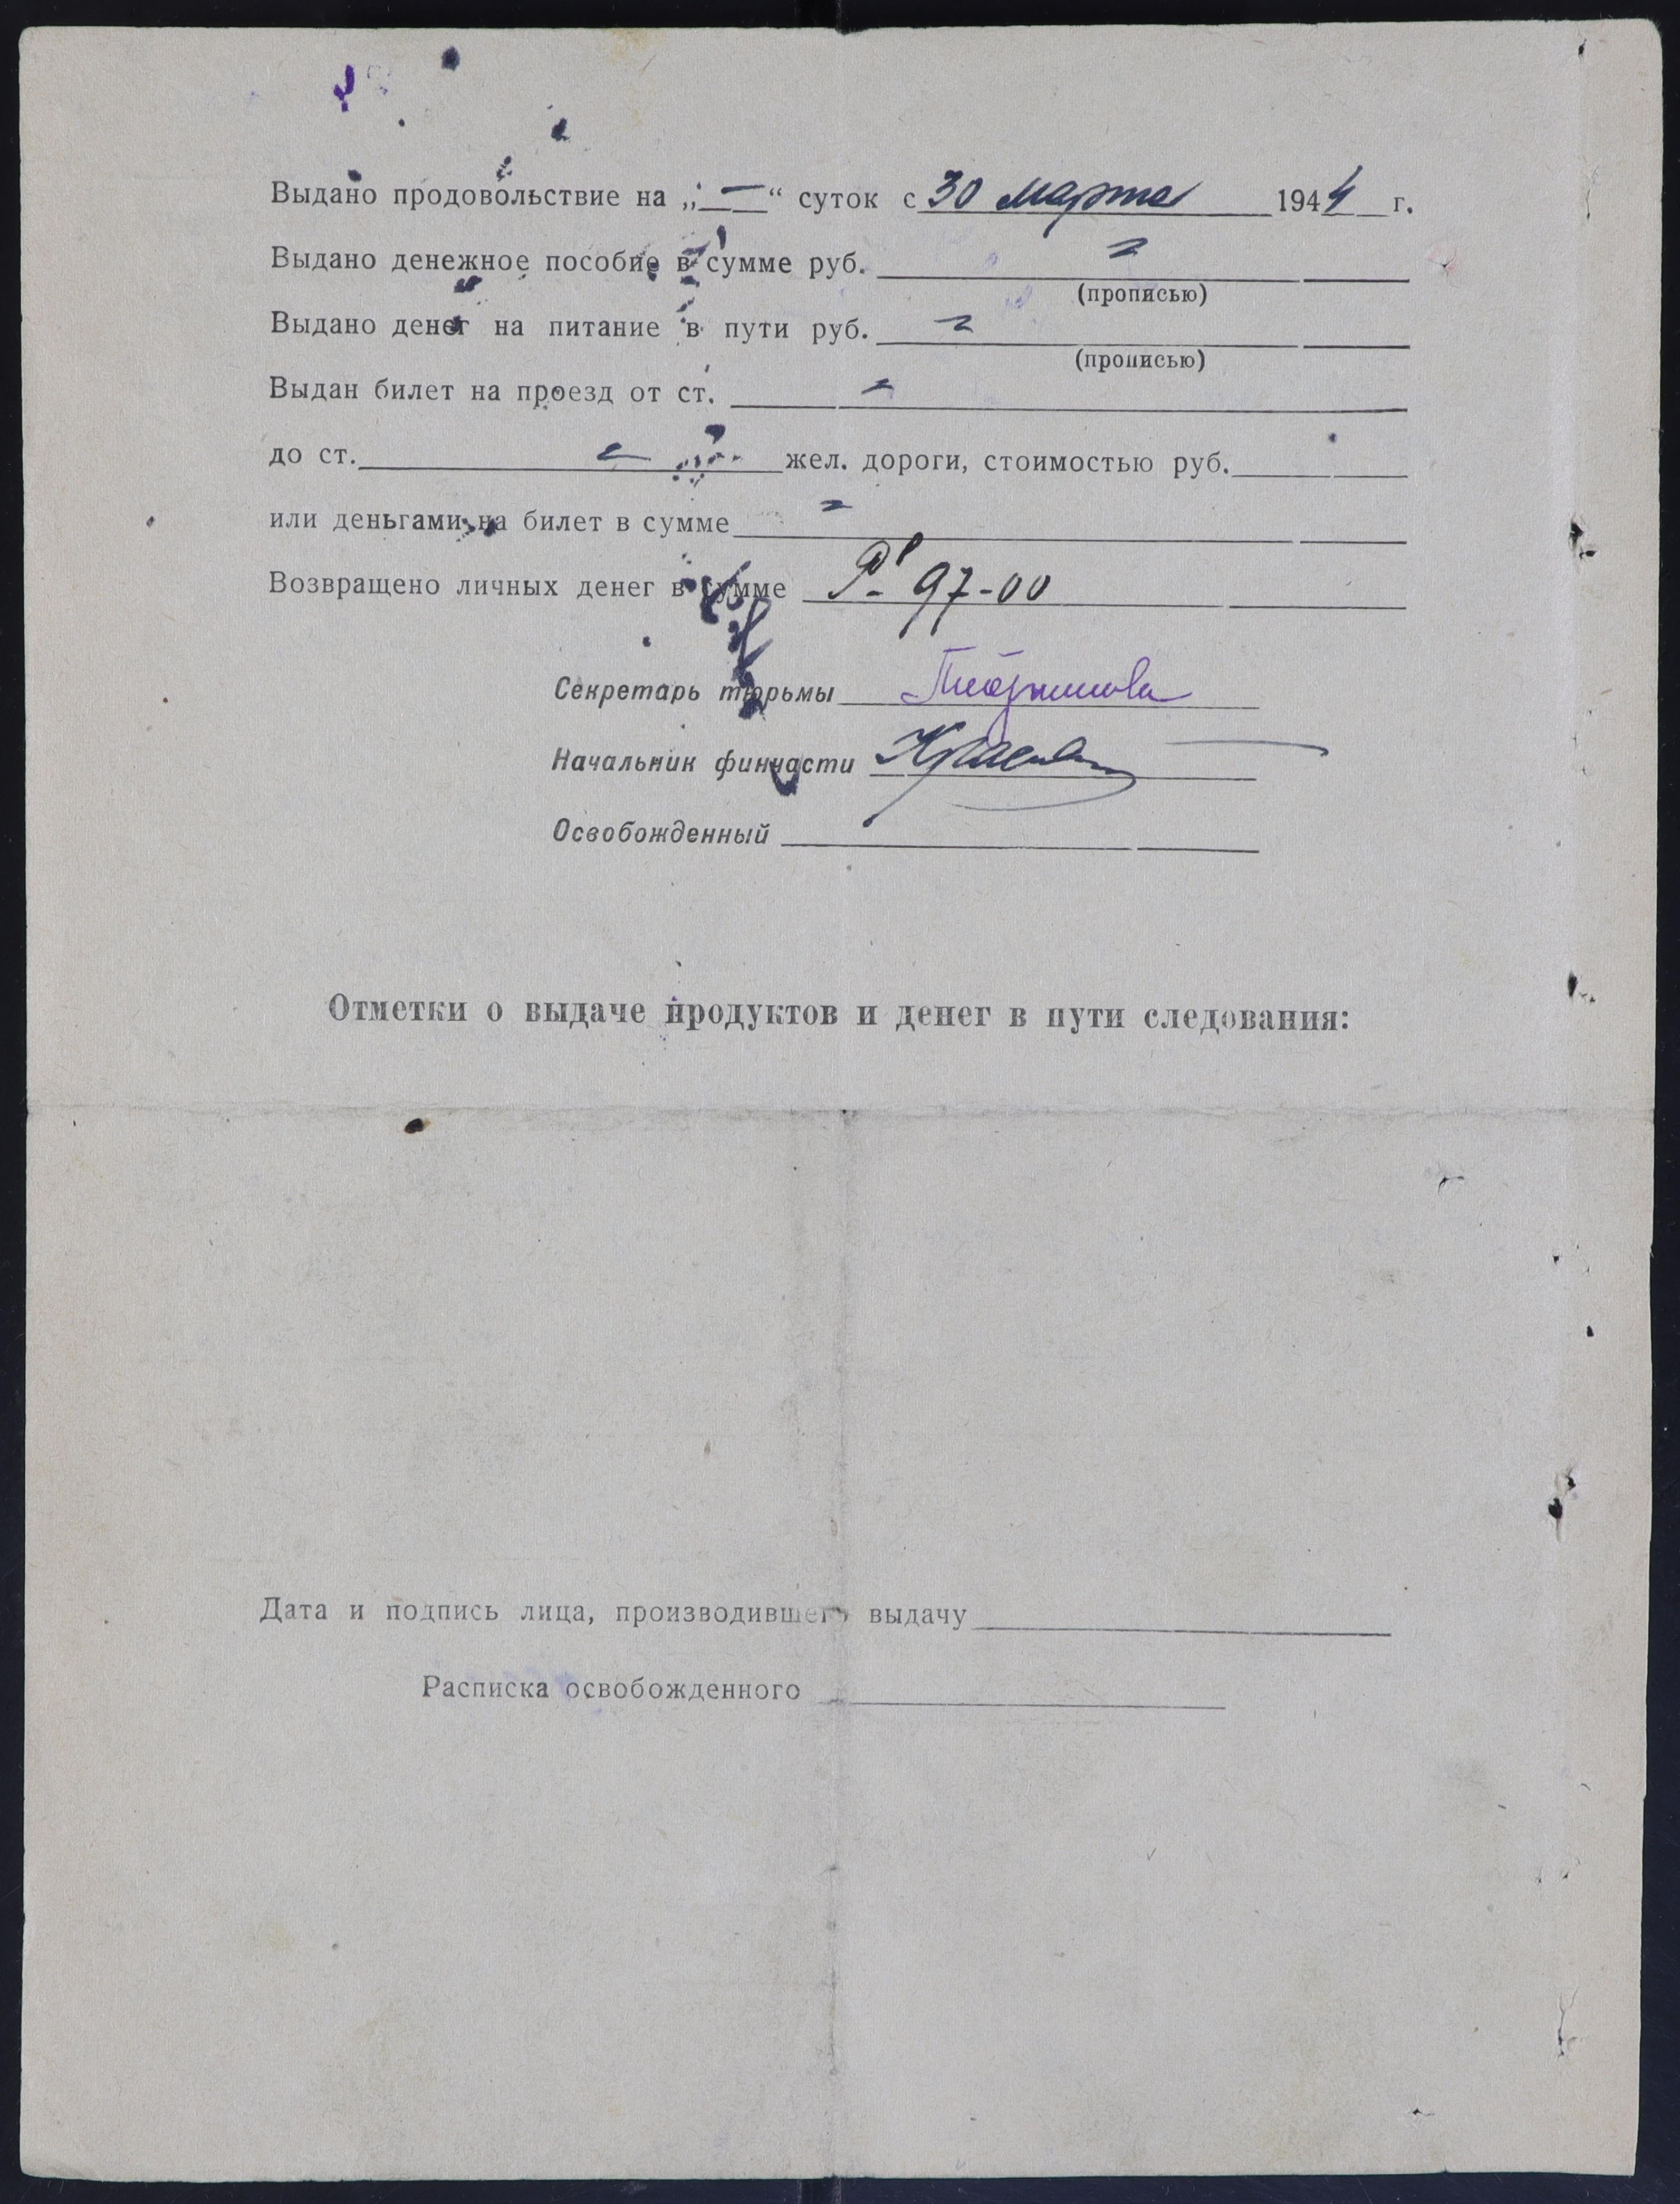 Выдано продовольствие на „—“ суток с 30 марта 1944 г.
Выдано денежное пособие в сумме руб. —
(прописью)
Выдано денег на питание в пути руб. —
(прописью)
Выдан билет на проезд от ст. —
до ст. — жел. дороги, стоимостью руб.
или деньгами на билет в сумме —
Возвращено личных денег в сумме 97-00
Секретарь тюрьмы
Начальник финчасти
Освобожденный
Отметки о выдаче продуктов и денег в пути следования:
Дата и подпись лица, производившего выдачу
Расписка освобожденного